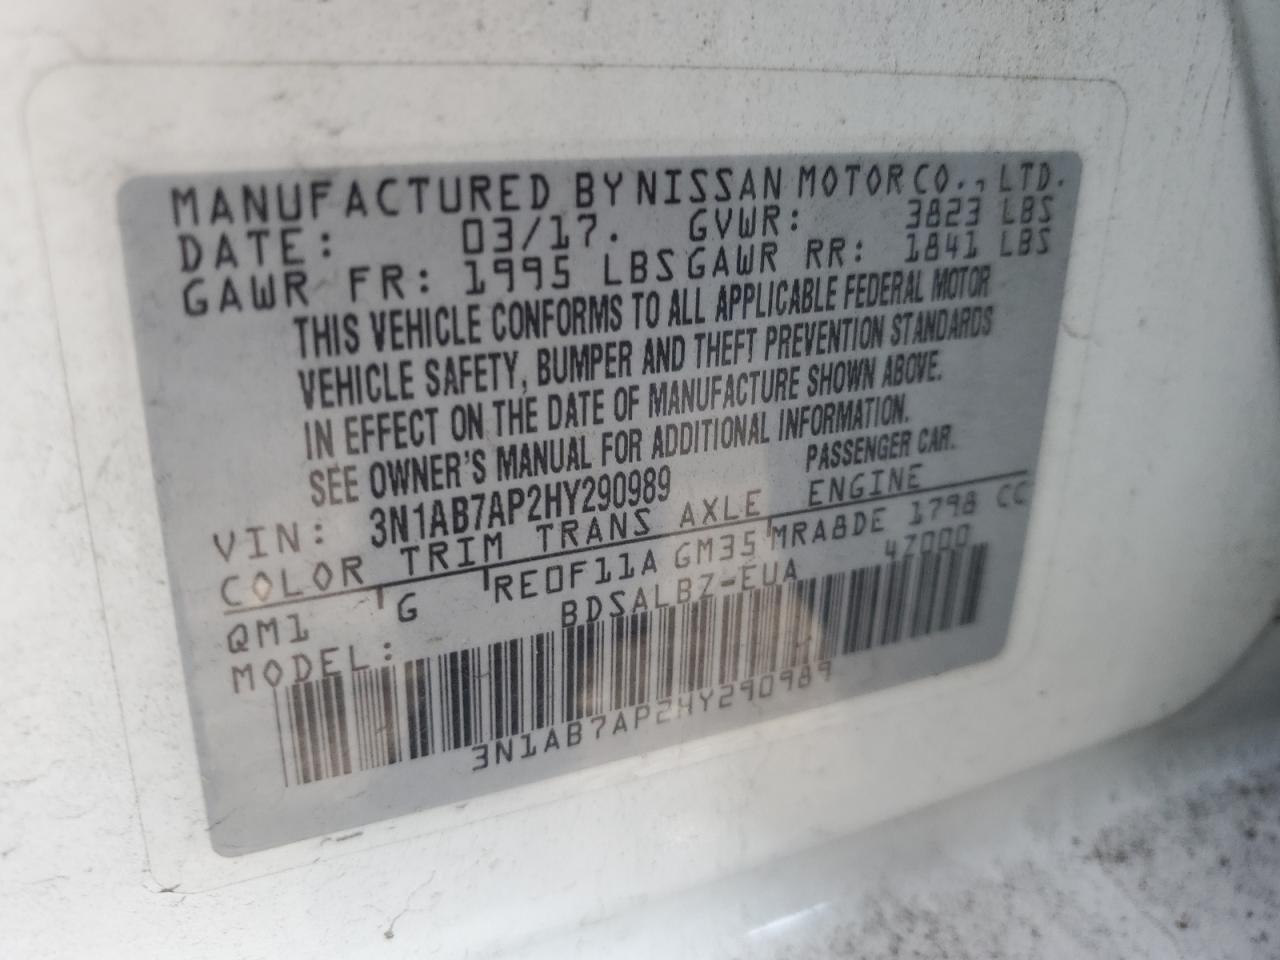 MANUFACTURED BY NISSAN MOTOR CO., LTD.
DATE: 03/17. GVWR: 3823 LBS
GAWR FR: 1995 LBS GAWR RR: 1841 LBS
THIS VEHICLE CONFORMS TO ALL APPLICABLE FEDERAL MOTOR
VEHICLE SAFETY, BUMPER AND THEFT PREVENTION STANDARDS
IN EFFECT ON THE DATE OF MANUFACTURE SHOWN ABOVE.
SEE OWNER'S MANUAL FOR ADDITIONAL INFORMATION.
VIN: 3N1AB7AP2HY290989 PASSENGER CAR.
COLOR TRIM TRANS AXLE ENGINE
QM1 G RE0F11A GM35 MRA8DE 1798 CC
MODEL: BDSALBZ-EUA 4Z000
3N1AB7AP2HY290989